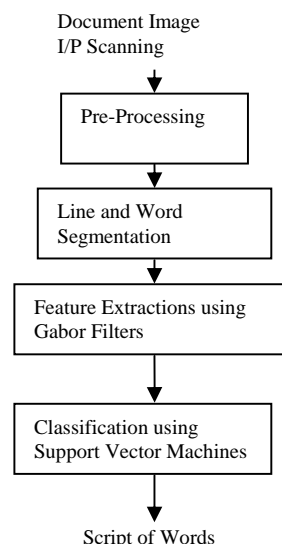 Document Image
I/P Scanning
Pre-Processing
Line and Word
Segmentation
Feature Extractions using
Gabor Filters
Classification using
Support Vector Machines
Script of Words